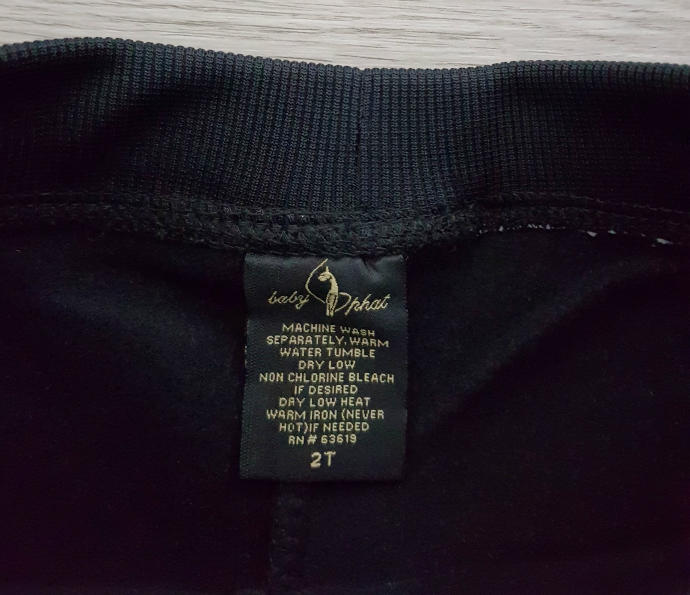 baby phat
MACHINE WASH
SEPARATELY, WARM
WATER TUMBLE
DRY LOW
NON CHLORINE BLEACH
IF DESIRED
DRY LOW HEAT
WARM IRON (NEVER
HOT)IF NEEDED
RN# 63619
2T